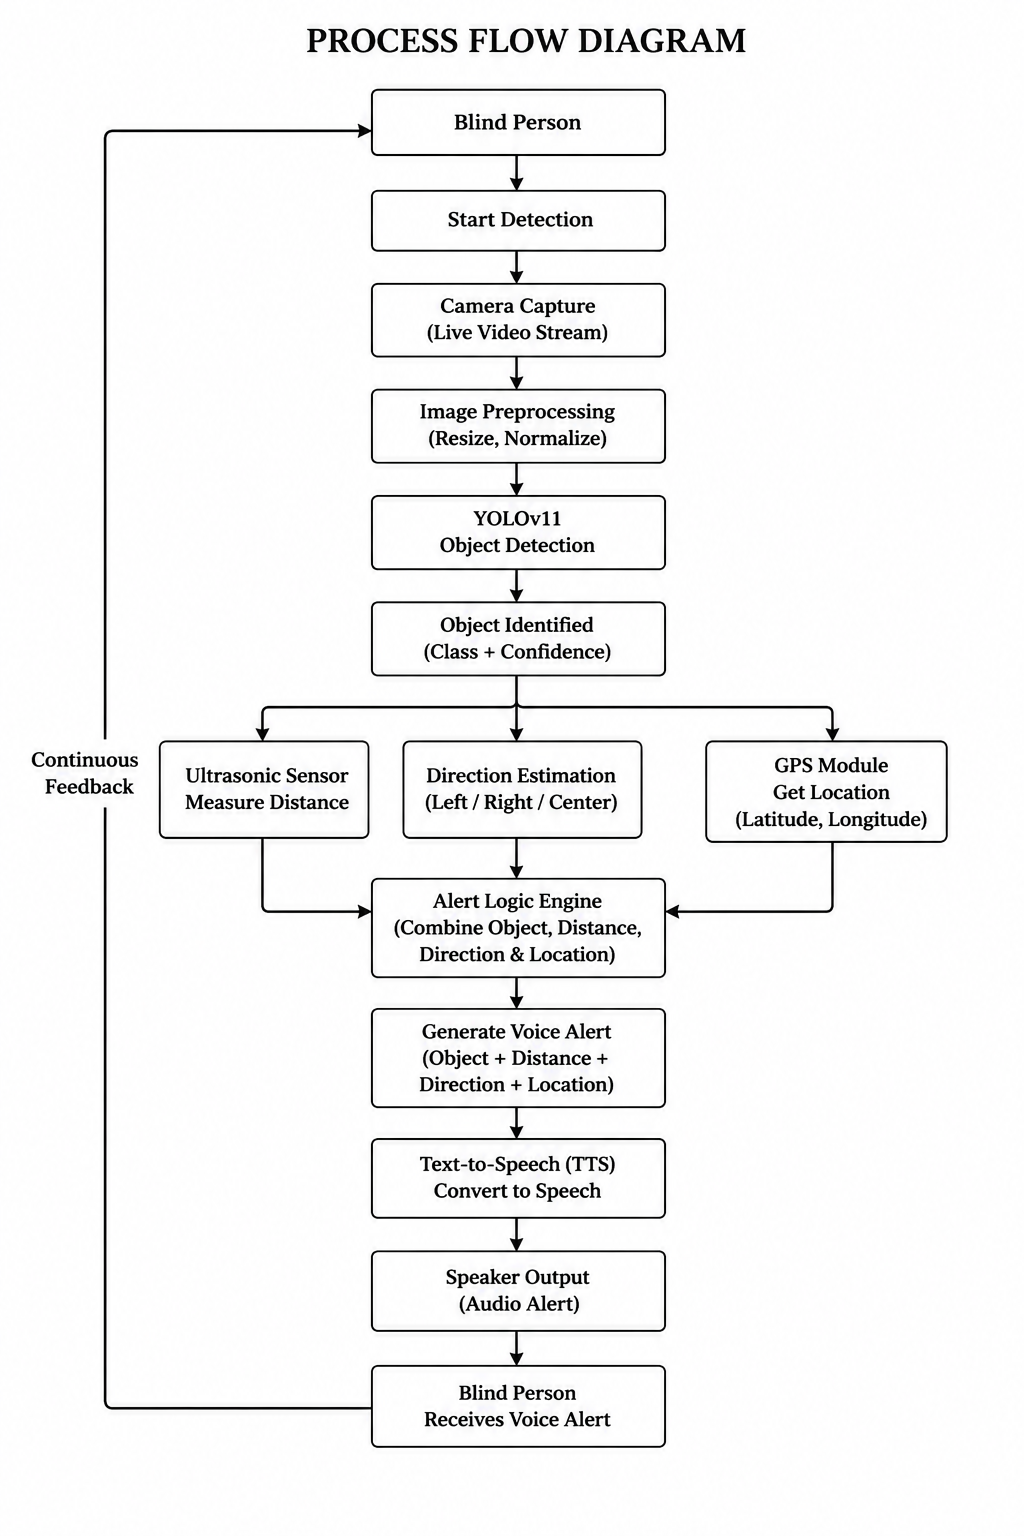 PROCESS FLOW DIAGRAM
Blind Person
Start Detection
Camera Capture
(Live Video Stream)
Image Preprocessing
(Resize, Normalize)
YOLOv11
Object Detection
Object Identified
(Class + Confidence)
Continuous
Feedback
Ultrasonic Sensor
Measure Distance
Direction Estimation
(Left / Right / Center)
GPS Module
Get Location
(Latitude, Longitude)
Alert Logic Engine
(Combine Object, Distance,
Direction & Location)
Generate Voice Alert
(Object + Distance +
Direction + Location)
Text-to-Speech (TTS)
Convert to Speech
Speaker Output
(Audio Alert)
Blind Person
Receives Voice Alert